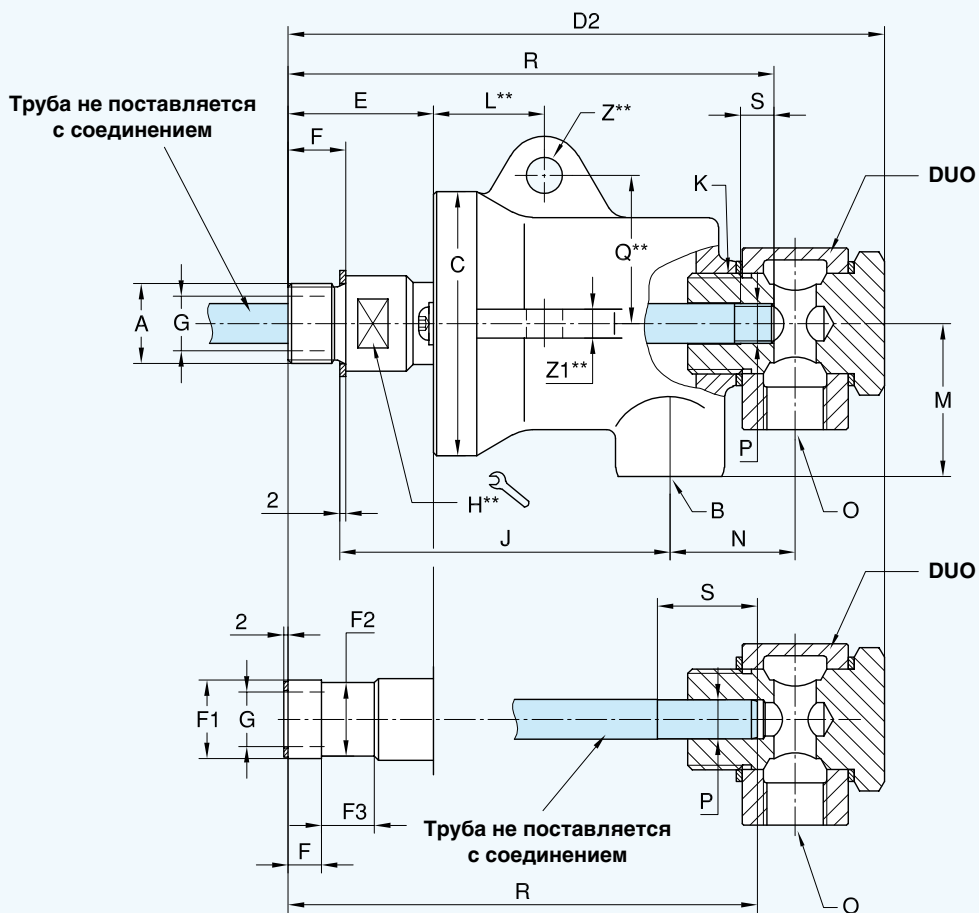 D2
R
Труба не поставляется
с соединением
E
L**
Z**
S
F
K
DUO
C
Q**
A
G
Z1**
M
P
2
H**
B
O
J
N
DUO
S
2
F2
F1
G
P
F3
Труба не поставляется
с соединением
F
R
O